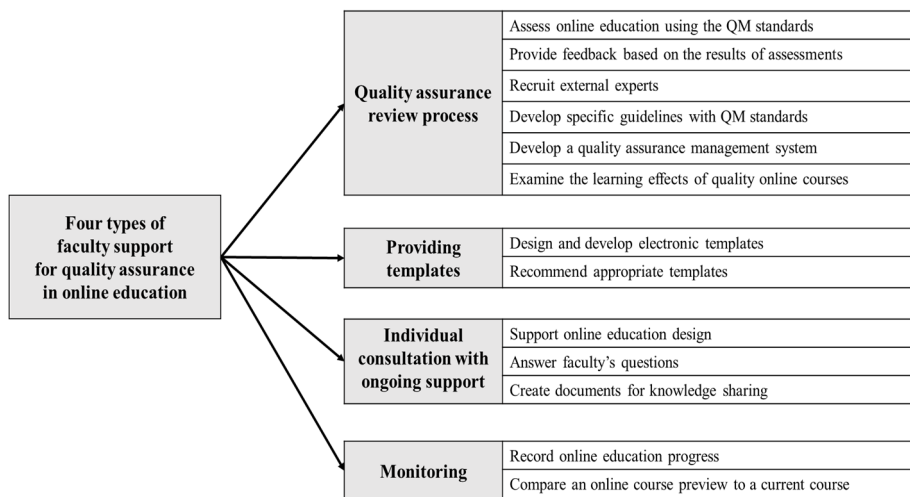 Four types of
faculty support
for quality assurance
in online education
Quality assurance
review process
Assess online education using the QM standards
Provide feedback based on the results of assessments
Recruit external experts
Develop specific guidelines with QM standards
Develop a quality assurance management system
Examine the learning effects of quality online courses
Providing
templates
Design and develop electronic templates
Recommend appropriate templates
Individual
consultation with
ongoing support
Support online education design
Answer faculty's questions
Create documents for knowledge sharing
Monitoring
Record online education progress
Compare an online course preview to a current course